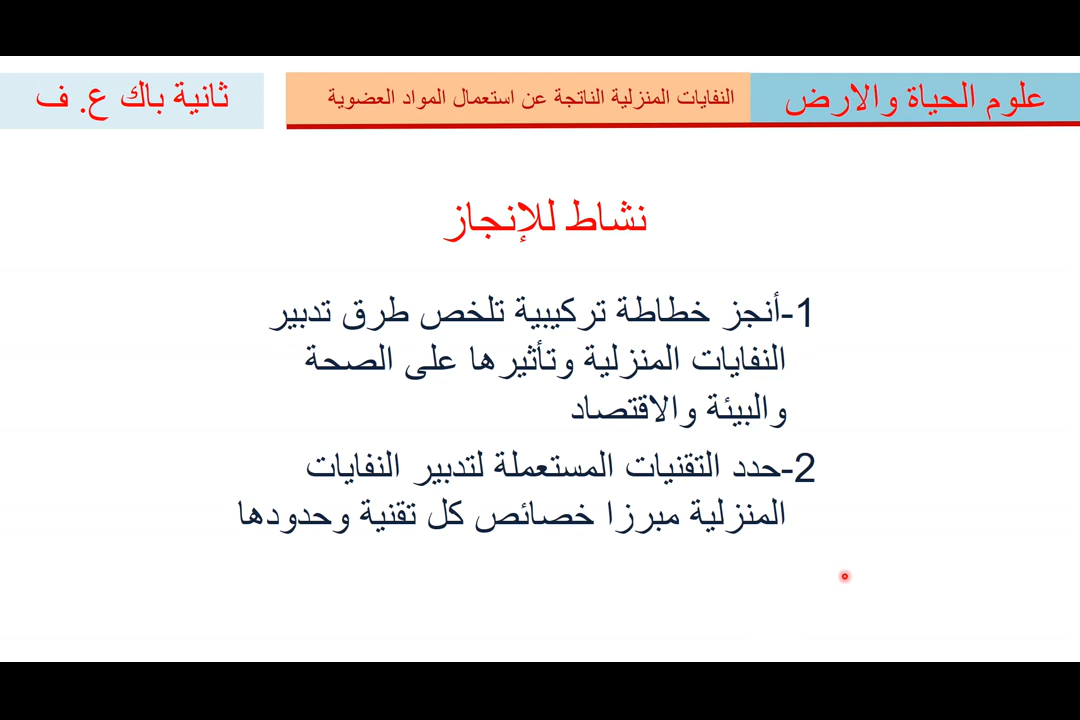 علوم الحياة والارض
النفايات المنزلية الناتجة عن استعمال المواد العضوية
ثانية باك ع. ف
نشاط للإنجاز
1-أنجز خطاطة تركيبية تلخص طرق تدبير
النفايات المنزلية وتأثيرها على الصحة
والبيئة والاقتصاد
2-حدد التقنيات المستعملة لتدبير النفايات
المنزلية مبرزا خصائص كل تقنية وحدودها